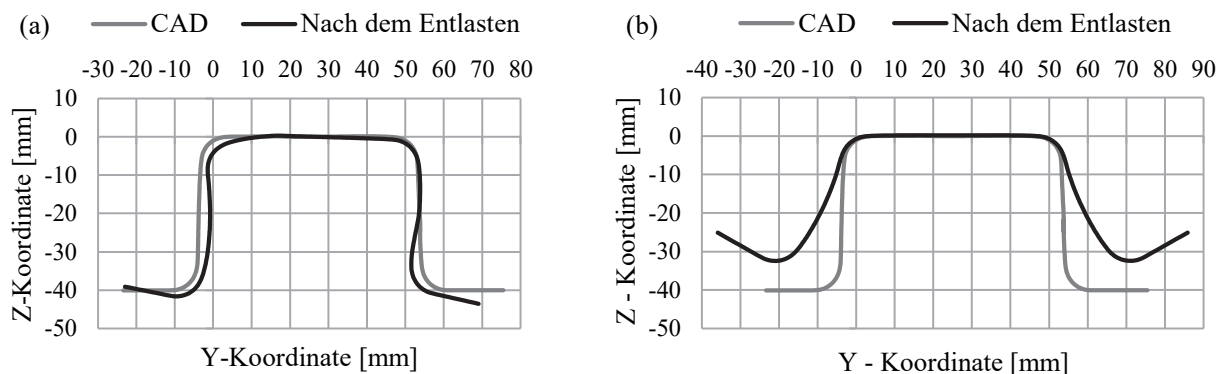 (a) CAD Nach dem Entlasten
-30 -20 -10 0 10 20 30 40 50 60 70 80
10
0
-10
-20
-30
-40
-50
Z-Koordinate [mm]
Y-Koordinate [mm]
(b) CAD Nach dem Entlasten
-40 -30 -20 -10 0 10 20 30 40 50 60 70 80 90
10
0
-10
-20
-30
-40
-50
Z - Koordinate [mm]
Y - Koordinate [mm]